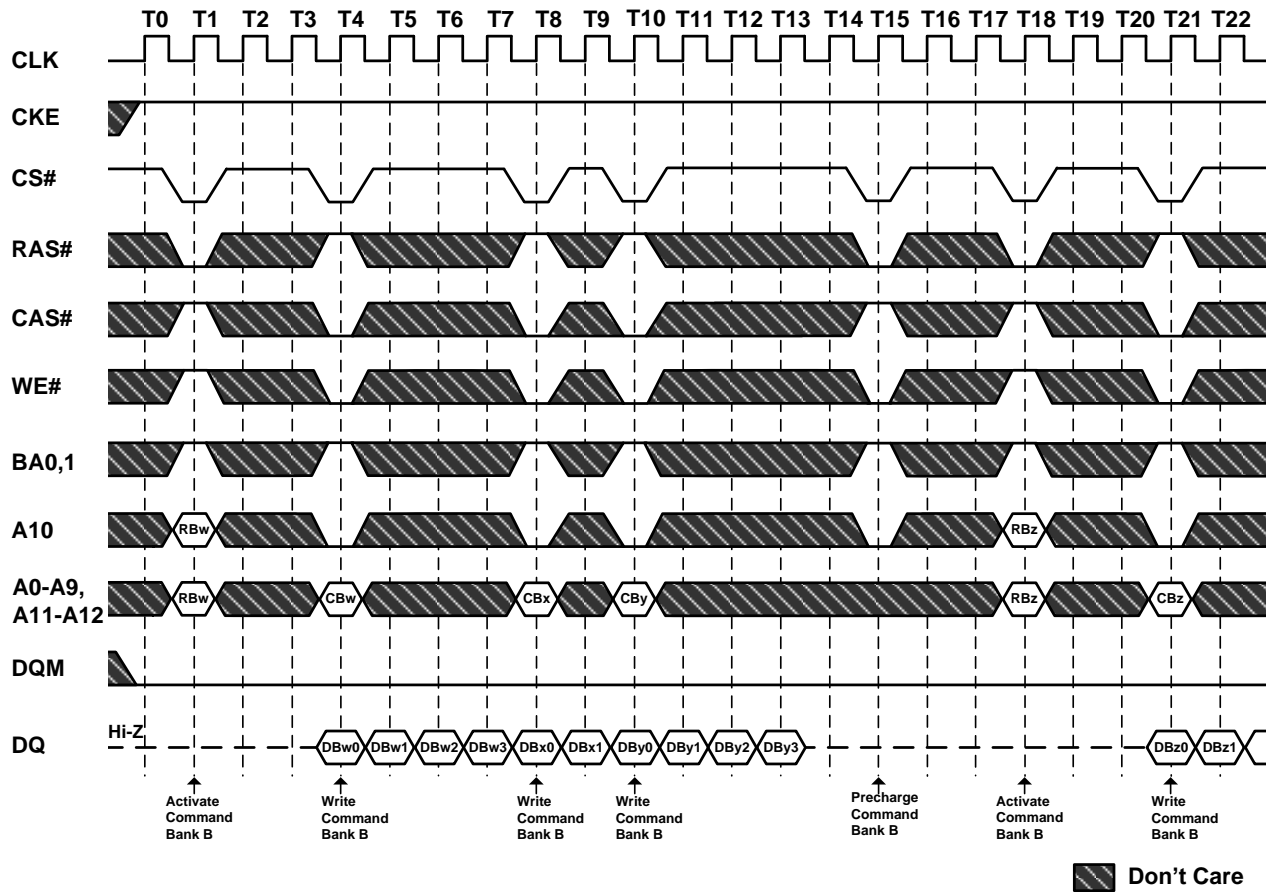 T0 T1 T2 T3 T4 T5 T6 T7 T8 T9 T10 T11 T12 T13 T14 T15 T16 T17 T18 T19 T20 T21 T22
CLK
CKE
CS#
RAS#
CAS#
WE#
BA0,1
A10 RBw RBz
A0-A9,
A11-A12 RBw CBw CBx CBy RBz CBz
DQM
Hi-Z
DQ DBw0 DBw1 DBw2 DBw3 DBx0 DBx1 DBy0 DBy1 DBy2 DBy3 DBz0 DBz1
Activate
Command
Bank B
Write
Command
Bank B
Write
Command
Bank B
Write
Command
Bank B
Precharge
Command
Bank B
Activate
Command
Bank B
Write
Command
Bank B
Don't Care